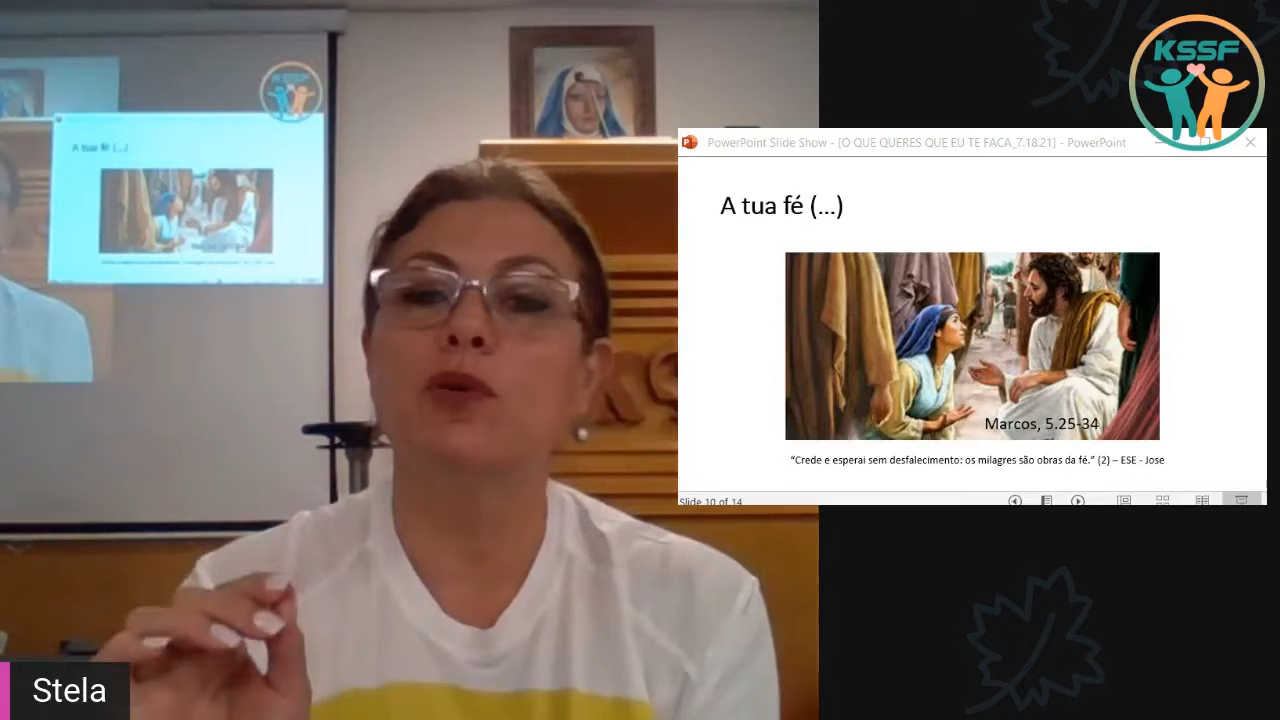 KSSF
PowerPoint Slide Show - [O QUE QUERES QUE EU TE FACA_7.18.21] - PowerPoint
A tua fé (...)
Marcos, 5.25-34
“Crede e esperai sem desfalecimento: os milagres são obras da fé.” (2) – ESE - Jose
Slide 10 of 14
KSSF
A tua fé (...)
Stela